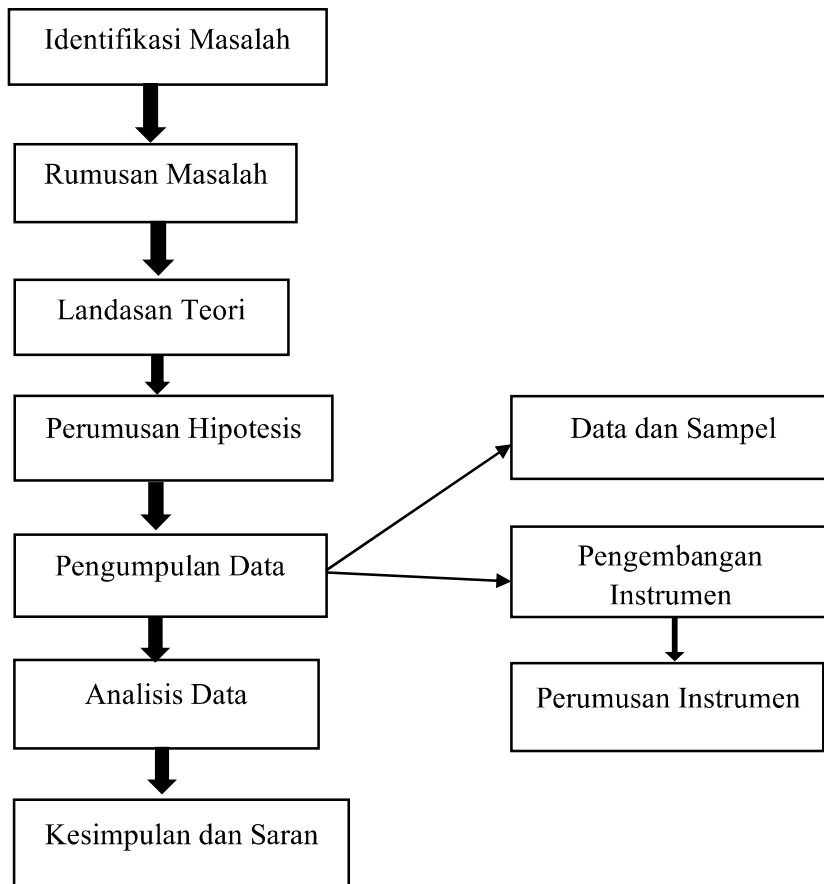 Identifikasi Masalah
Rumusan Masalah
Landasan Teori
Perumusan Hipotesis
Data dan Sampel
Pengumpulan Data
Pengembangan
Instrumen
Analisis Data
Perumusan Instrumen
Kesimpulan dan Saran